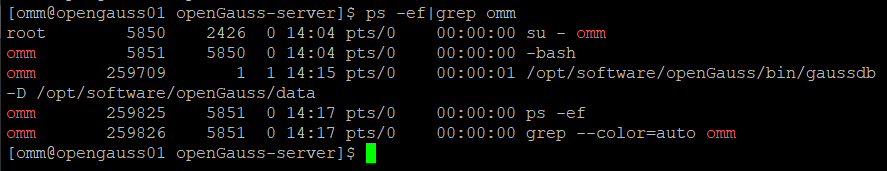 [omm@opengauss01 openGauss-server]$ ps -ef|grep omm
root        5850    2426  0 14:04 pts/0    00:00:00 su - omm
omm         5851    5850  0 14:04 pts/0    00:00:00 -bash
omm       259709       1  1 14:15 pts/0    00:00:01 /opt/software/openGauss/bin/gaussdb
-D /opt/software/openGauss/data
omm       259825    5851  0 14:17 pts/0    00:00:00 ps -ef
omm       259826    5851  0 14:17 pts/0    00:00:00 grep --color=auto omm
[omm@opengauss01 openGauss-server]$